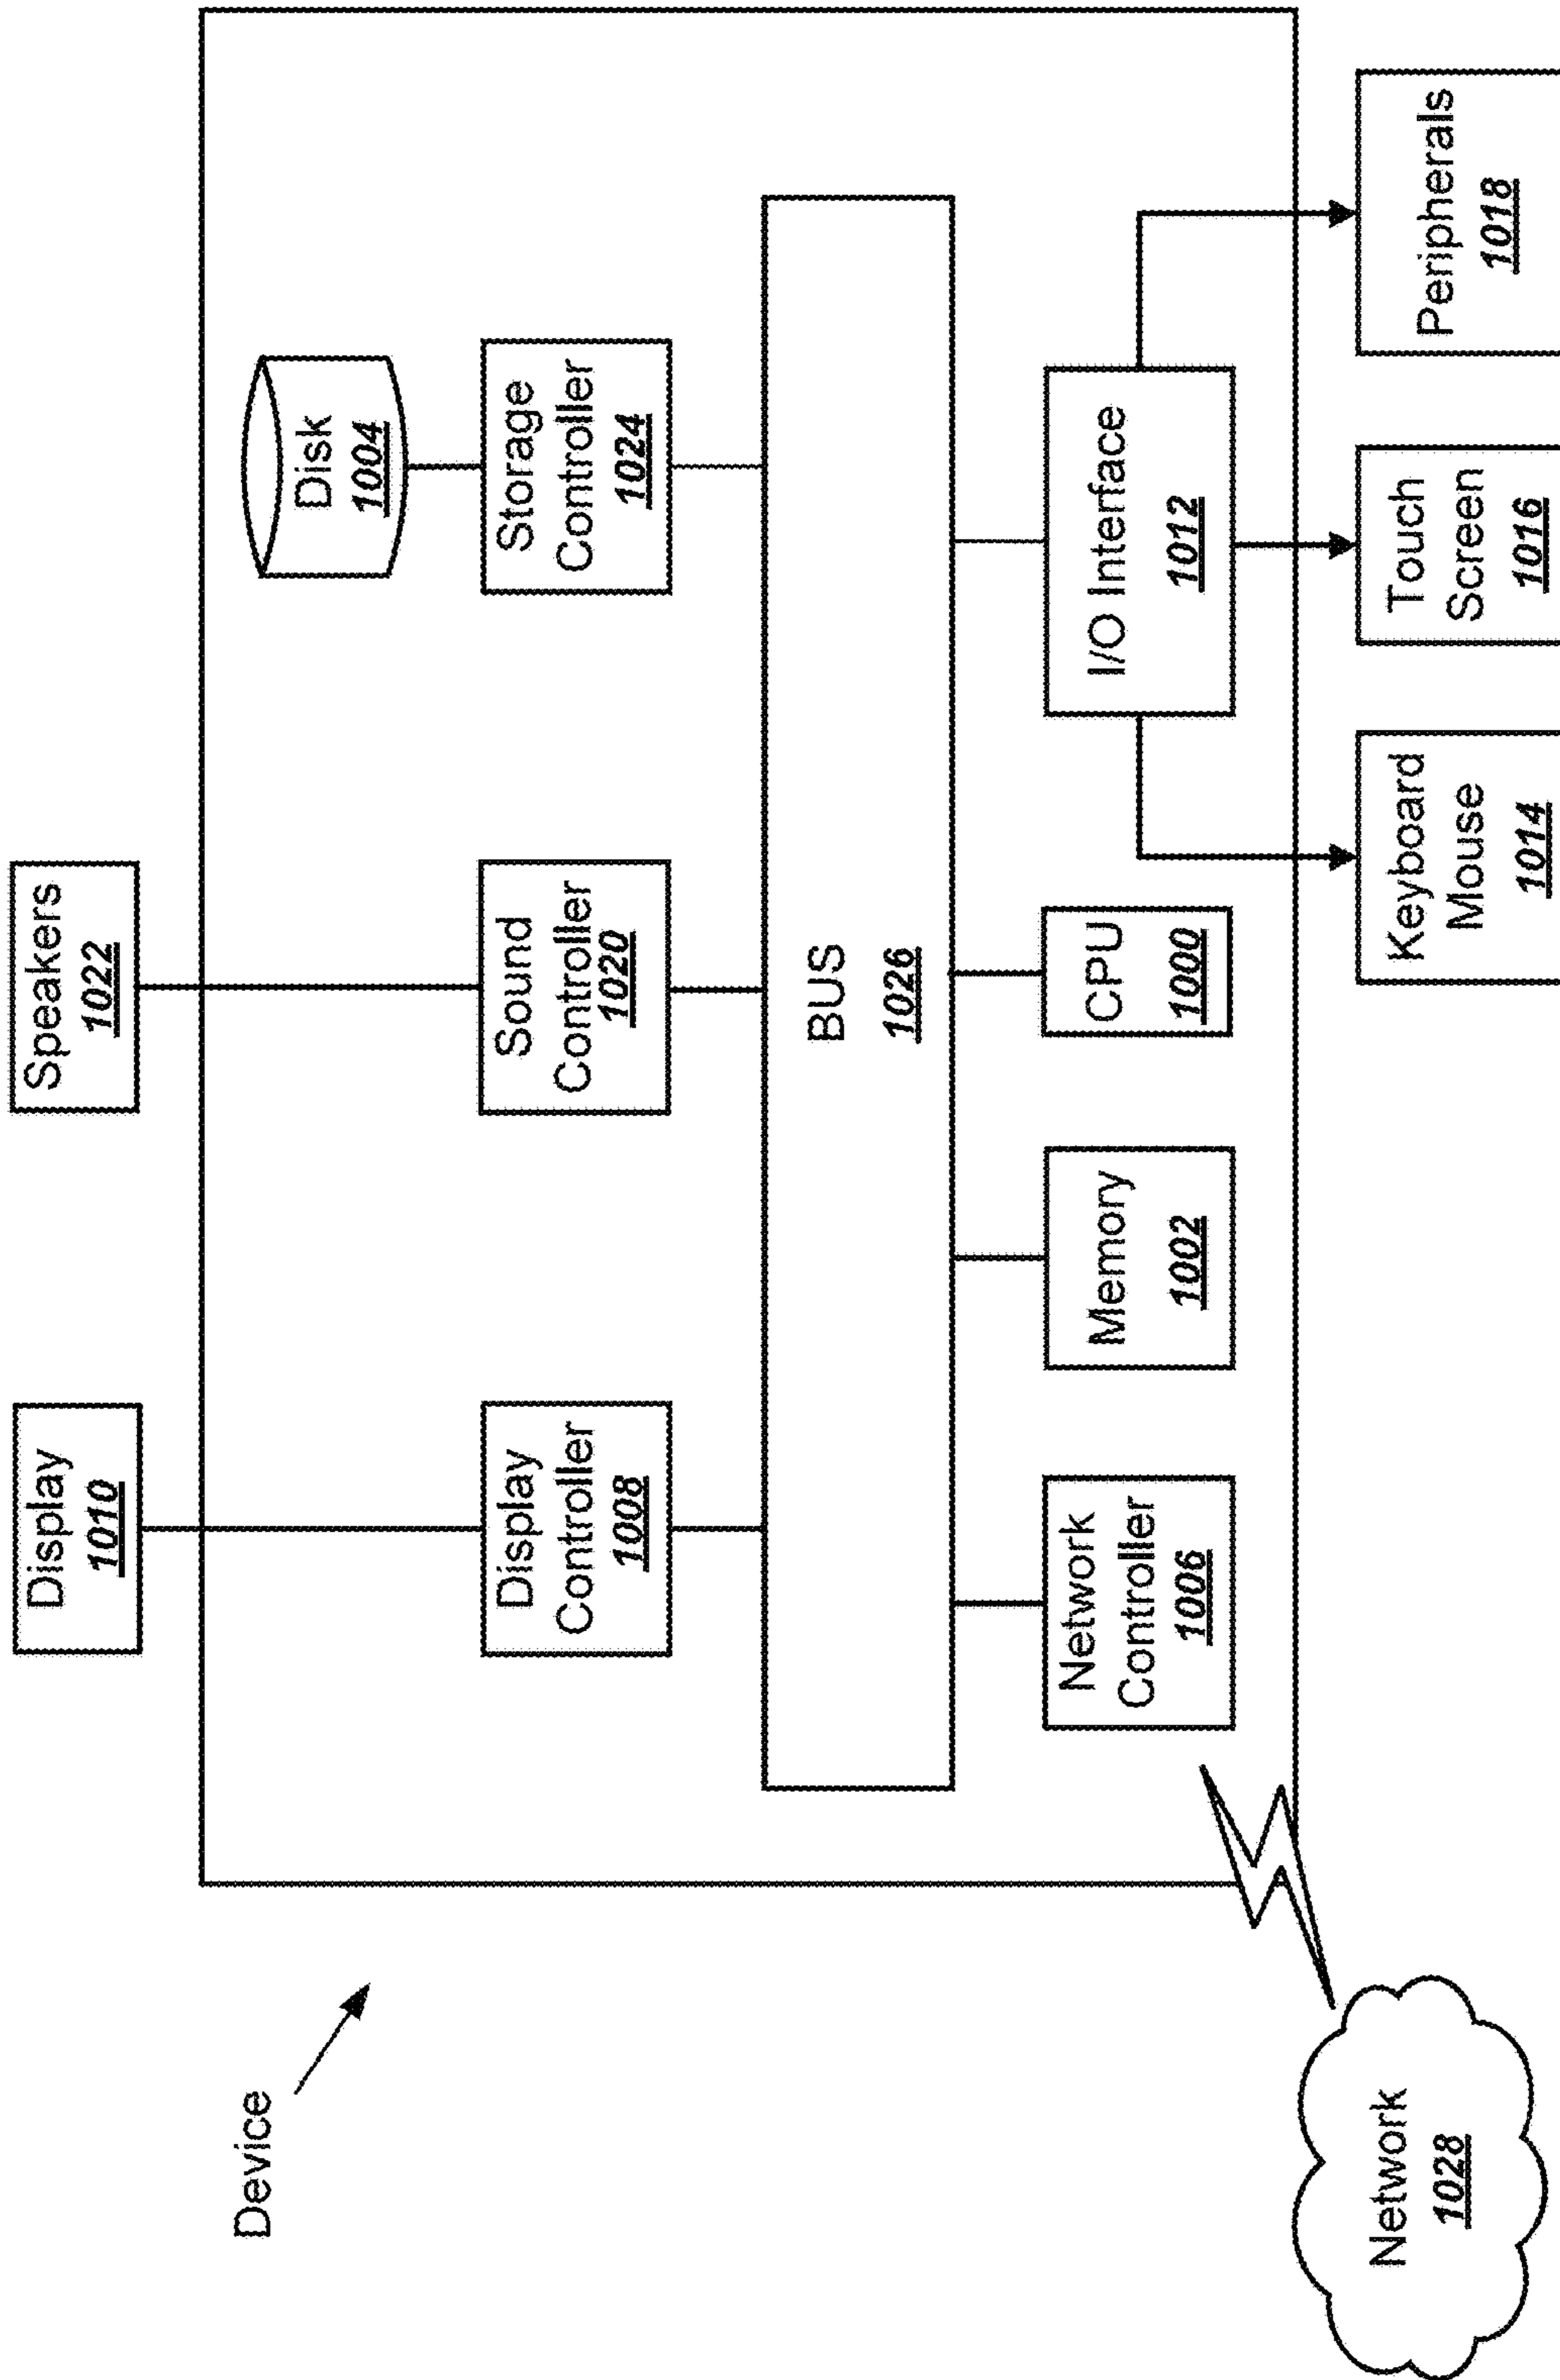 Display
1010
Speakers
1022
Disk
1004
Display
Controller
1008
Sound
Controller
1020
Storage
Controller
1024
Device
BUS
1026
Network
Controller
1006
Memory
1002
CPU
1000
I/O Interface
1012
Network
1028
Keyboard
Mouse
1014
Touch
Screen
1016
Peripherals
1018